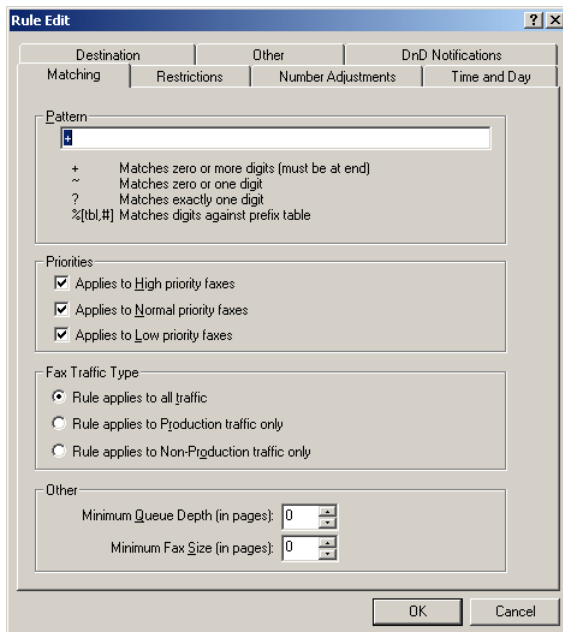 Rule Edit
Destination Other DnD Notifications
Matching Restrictions Number Adjustments Time and Day
Pattern
+
+ Matches zero or more digits (must be at end)
~ Matches zero or one digit
? Matches exactly one digit
%[tbl,#] Matches digits against prefix table
Priorities
Applies to High priority faxes
Applies to Normal priority faxes
Applies to Low priority faxes
Fax Traffic Type
Rule applies to all traffic
Rule applies to Production traffic only
Rule applies to Non-Production traffic only
Other
Minimum Queue Depth (in pages): 0
Minimum Fax Size (in pages): 0
OK Cancel